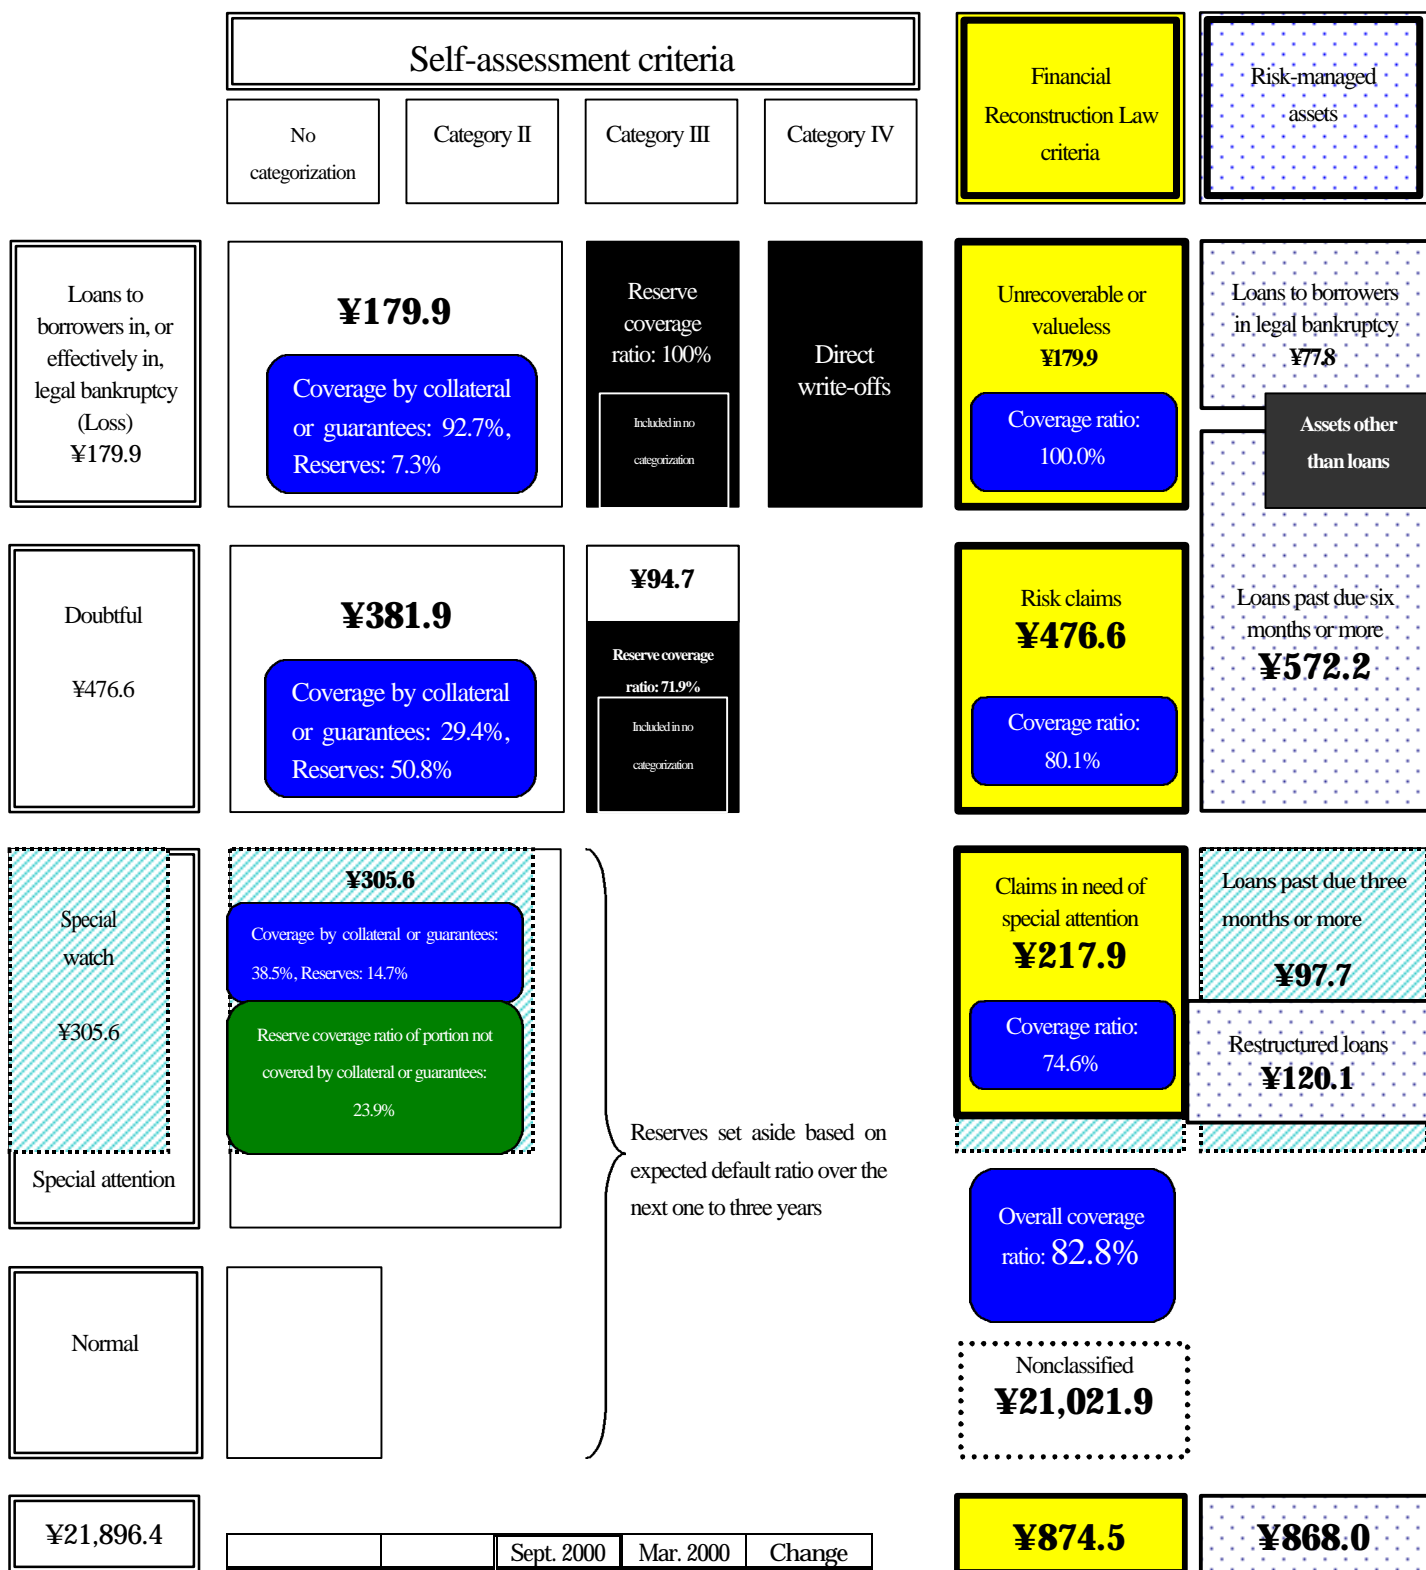 Self-assessment criteria
No
categorization
Category II
Category III
Category IV
Financial
Reconstruction Law
criteria
Risk-managed
assets
Loans to
borrowers in, or
effectively in,
legal bankruptcy
(Loss)
¥179.9
¥179.9
Coverage by collateral
or guarantees: 92.7%,
Reserves: 7.3%
Reserve
coverage
ratio: 100%
Included in no
categorization
Direct
write-offs
Unrecoverable or
valueless
¥179.9
Coverage ratio:
100.0%
Loans to borrowers
in legal bankruptcy
¥77.8
Assets other
than loans
Doubtful
¥476.6
¥381.9
Coverage by collateral
or guarantees: 29.4%,
Reserves: 50.8%
¥94.7
Reserve coverage
ratio: 71.9%
Included in no
categorization
Risk claims
¥476.6
Coverage ratio:
80.1%
Loans past due six
months or more
¥572.2
Special
watch
¥305.6
Special attention
¥305.6
Coverage by collateral or guarantees:
38.5%, Reserves: 14.7%
Reserve coverage ratio of portion not
covered by collateral or guarantees:
23.9%
Reserves set aside based on
expected default ratio over the
next one to three years
Claims in need of
special attention
¥217.9
Coverage ratio:
74.6%
Loans past due three
months or more
¥97.7
Restructured loans
¥120.1
Overall coverage
ratio: 82.8%
Normal
Nonclassified
¥21,021.9
¥21,896.4
Sept. 2000
Mar. 2000
Change
¥874.5
¥868.0